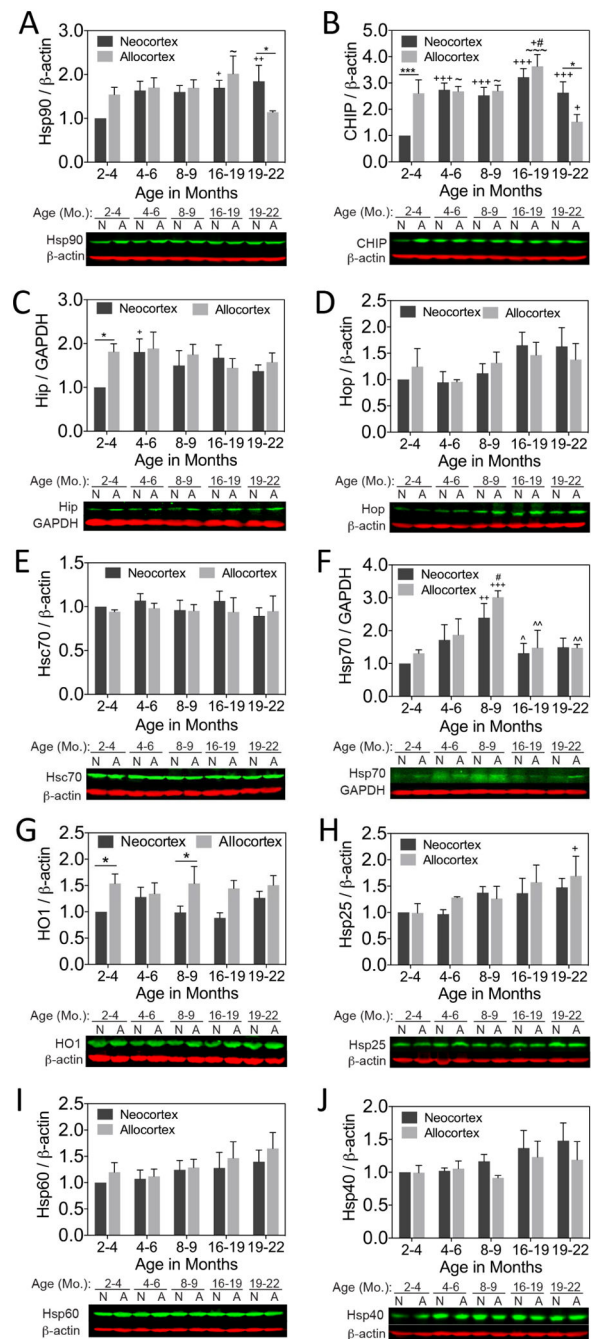 A
Neocortex
Allocortex
Hsp90 / β-actin
2.5
2.0
1.5
1.0
+
~
++
*
2-4 4-6 8-9 16-19 19-22
Age in Months
Age (Mo.): 2-4 4-6 8-9 16-19 19-22
N A N A N A N A N A
Hsp90
β-actin
B
Neocortex
Allocortex
CHIP / β-actin
5.0
4.0
3.0
2.0
1.0
0.0
***
+++ ~
+++ ~
+#
~~~
+++
*
+++
+
2-4 4-6 8-9 16-19 19-22
Age in Months
Age (Mo.): 2-4 4-6 8-9 16-19 19-22
N A N A N A N A N A
CHIP
β-actin
C
Neocortex Allocortex
Hip / GAPDH
3.0
2.0
1.0
0.0
*
+
2-4 4-6 8-9 16-19 19-22
Age in Months
Age (Mo.): 2-4 4-6 8-9 16-19 19-22
N A N A N A N A N A
Hip
GAPDH
D
Neocortex Allocortex
Hop / β-actin
2.5
2.0
1.5
1.0
0.5
0.0
2-4 4-6 8-9 16-19 19-22
Age in Months
Age (Mo.): 2-4 4-6 8-9 16-19 19-22
N A N A N A N A N A
Hop
β-actin
E
Neocortex Allocortex
Hsc70 / β-actin
1.5
1.0
0.5
0.0
2-4 4-6 8-9 16-19 19-22
Age in Months
Age (Mo.): 2-4 4-6 8-9 16-19 19-22
N A N A N A N A N A
Hsc70
β-actin
F
Neocortex
Allocortex
Hsp70 / GAPDH
4.0
3.0
2.0
1.0
0.0
++
#
+++
^ ^^
^^
2-4 4-6 8-9 16-19 19-22
Age in Months
Age (Mo.): 2-4 4-6 8-9 16-19 19-22
N A N A N A N A N A
Hsp70
GAPDH
G
Neocortex Allocortex
HO1 / β-actin
2.5
2.0
1.5
1.0
0.5
0.0
*
*
2-4 4-6 8-9 16-19 19-22
Age in Months
Age (Mo.): 2-4 4-6 8-9 16-19 19-22
N A N A N A N A N A
HO1
β-actin
H
Neocortex
Allocortex
Hsp25 / β-actin
2.5
2.0
1.5
1.0
0.5
0.0
+
2-4 4-6 8-9 16-19 19-22
Age in Months
Age (Mo.): 2-4 4-6 8-9 16-19 19-22
N A N A N A N A N A
Hsp25
β-actin
I
Neocortex
Allocortex
Hsp60 / β-actin
2.5
2.0
1.5
1.0
0.5
0.0
2-4 4-6 8-9 16-19 19-22
Age in Months
Age (Mo.): 2-4 4-6 8-9 16-19 19-22
N A N A N A N A N A
Hsp60
β-actin
J
Neocortex
Allocortex
Hsp40 / β-actin
2.0
1.5
1.0
0.5
0.0
2-4 4-6 8-9 16-19 19-22
Age in Months
Age (Mo.): 2-4 4-6 8-9 16-19 19-22
N A N A N A N A N A
Hsp40
β-actin